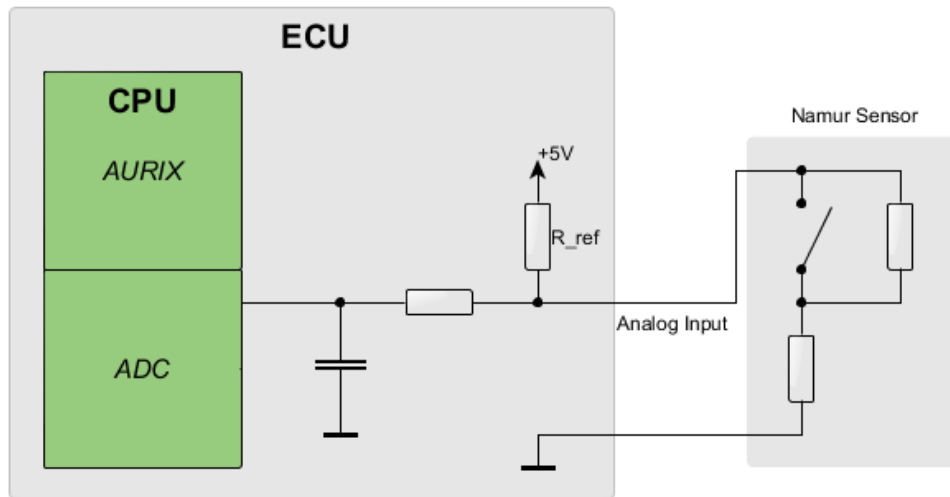 ECU
CPU
AURIX
ADC
+5V
R_ref
Analog Input
Namur Sensor